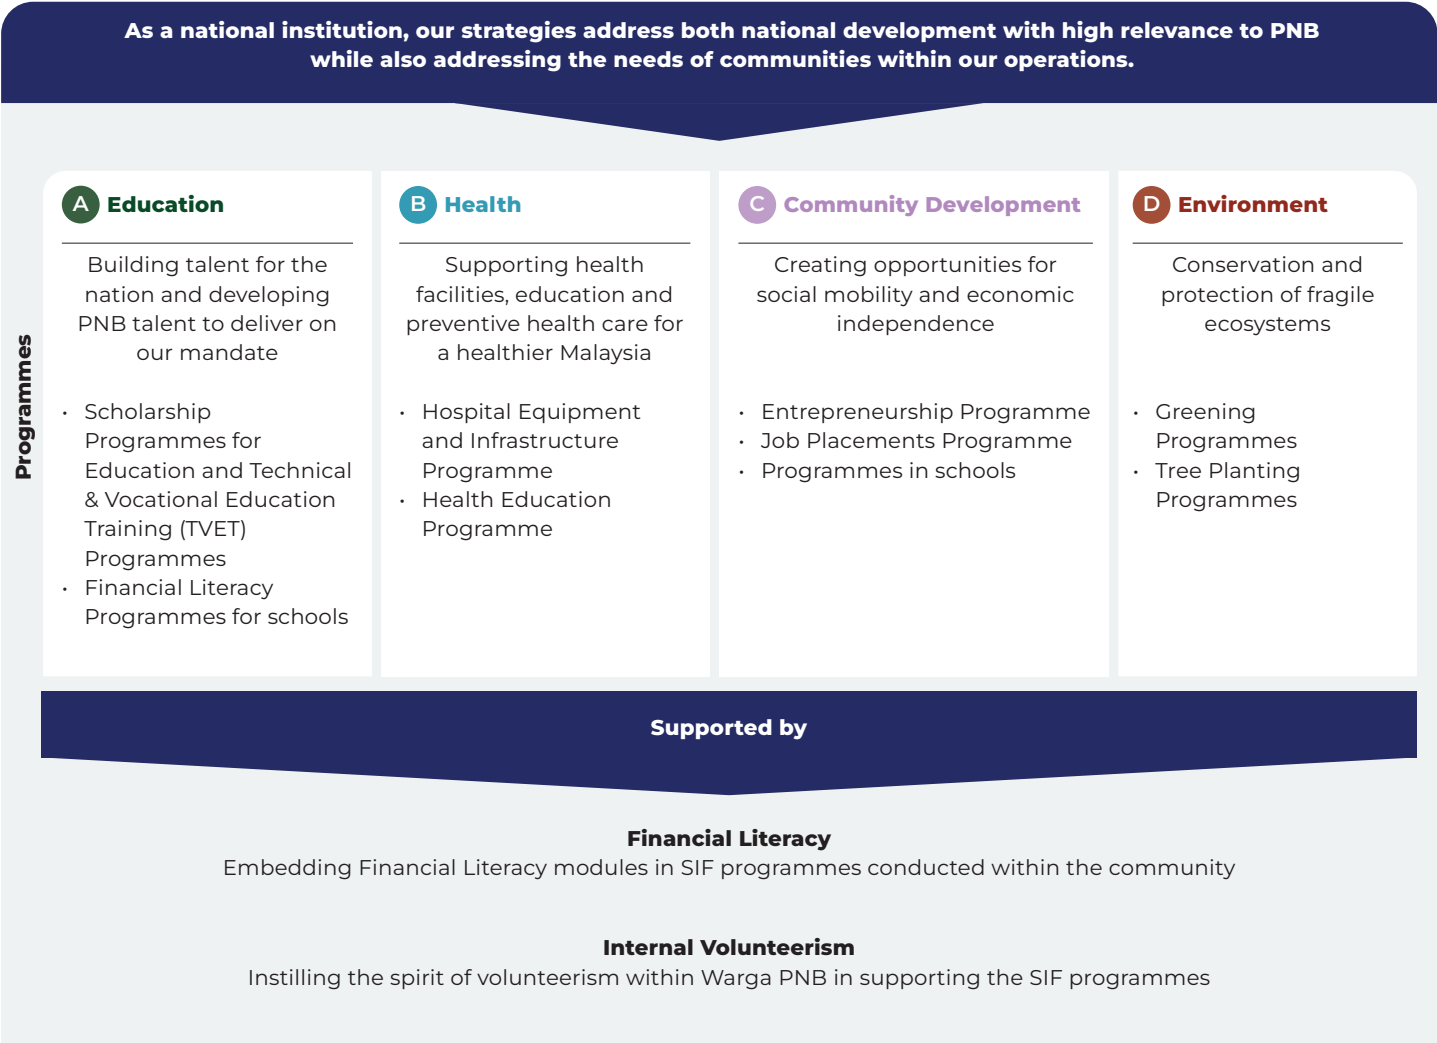 As a national institution, our strategies address both national development with high relevance to PNB
while also addressing the needs of communities within our operations.
Programmes
A Education
Building talent for the
nation and developing
PNB talent to deliver on
our mandate
• Scholarship
Programmes for
Education and Technical
& Vocational Education
Training (TVET)
Programmes
• Financial Literacy
Programmes for schools
B Health
Supporting health
facilities, education and
preventive health care for
a healthier Malaysia
• Hospital Equipment
and Infrastructure
Programme
• Health Education
Programme
C Community Development
Creating opportunities for
social mobility and economic
independence
• Entrepreneurship Programme
• Job Placements Programme
• Programmes in schools
D Environment
Conservation and
protection of fragile
ecosystems
• Greening
Programmes
• Tree Planting
Programmes
Supported by
Financial Literacy
Embedding Financial Literacy modules in SIF programmes conducted within the community
Internal Volunteerism
Instilling the spirit of volunteerism within Warga PNB in supporting the SIF programmes